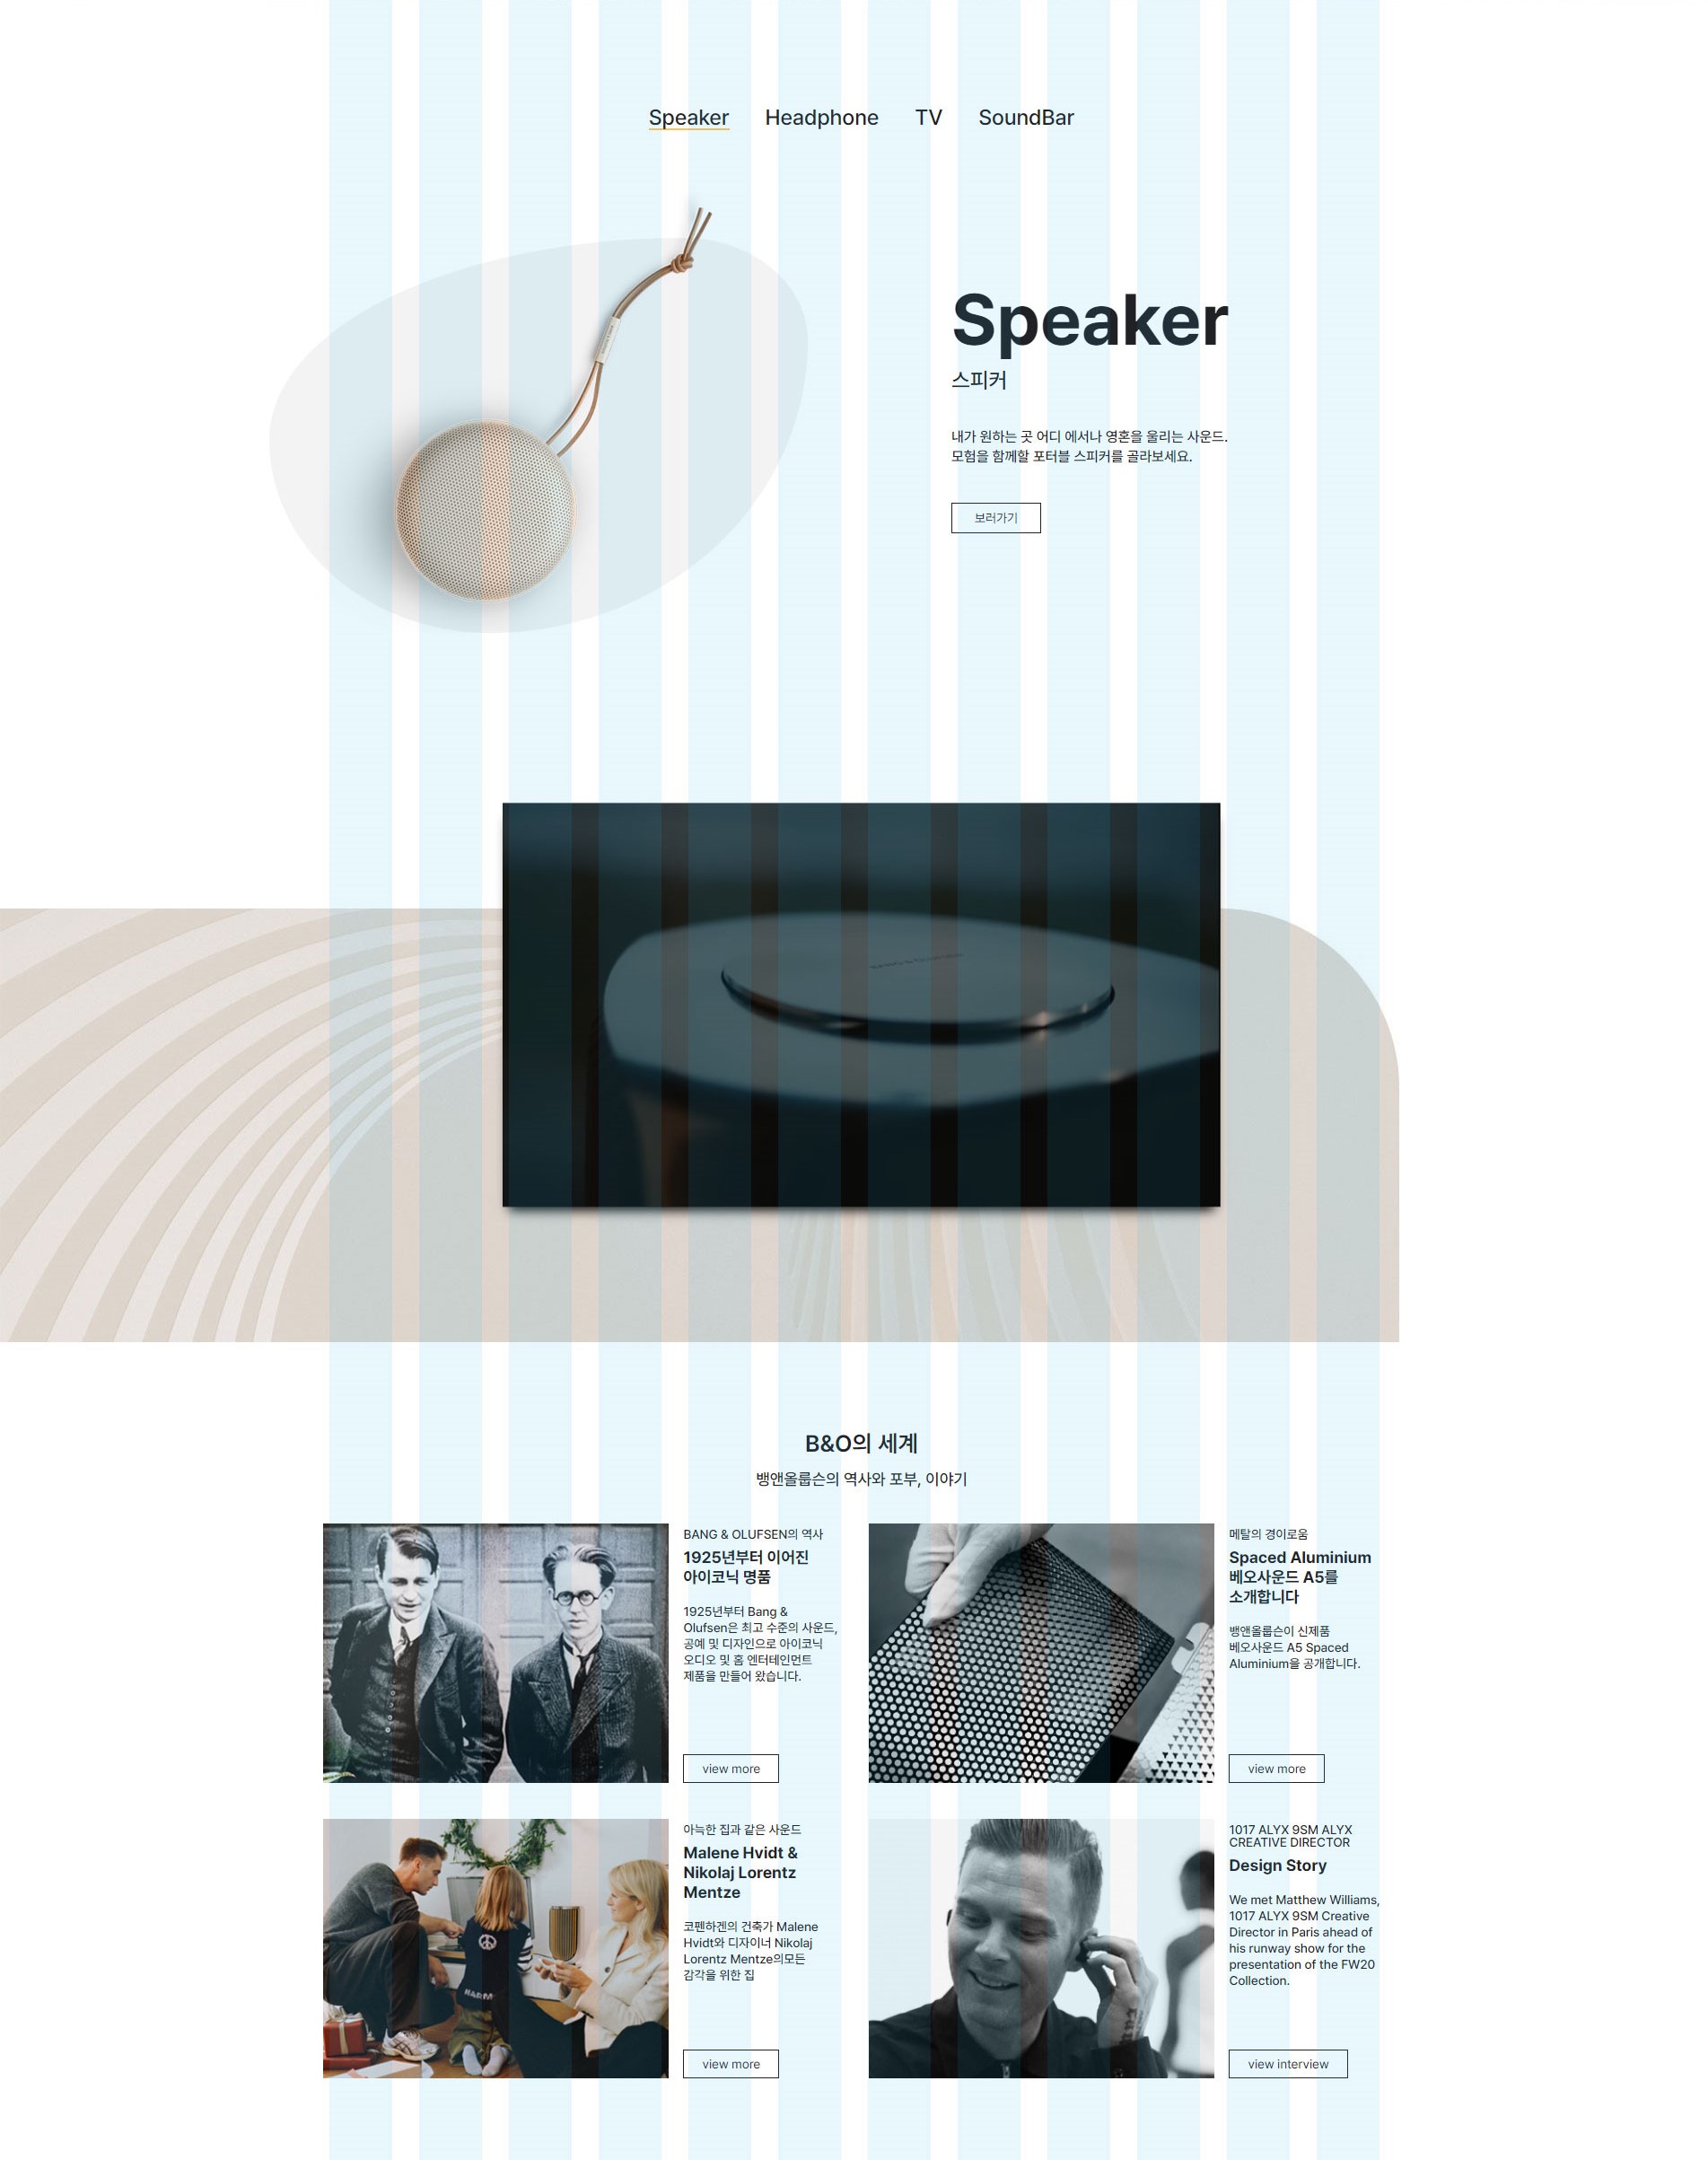 Speaker Headphone TV SoundBar
Speaker
스피커
내가 원하는 곳 어디 에서나 영혼을 울리는 사운드.
모험을 함께할 포터블 스피커를 골라보세요.
보러가기
B&O의 세계
뱅앤올룹슨의 역사와 포부, 이야기
BANG & OLUFSEN의 역사
1925년부터 이어진
아이코닉 명품
1925년부터 Bang &
Olufsen은 최고 수준의 사운드,
공예 및 디자인으로 아이코닉
오디오 및 홈 엔터테인먼트
제품을 만들어 왔습니다.
view more
메탈의 경이로움
Spaced Aluminium
베오사운드 A5를
소개합니다
뱅앤올룹슨이 신제품
베오사운드 A5 Spaced
Aluminium을 공개합니다.
view more
아늑한 집과 같은 사운드
Malene Hvidt &
Nikolaj Lorentz
Mentze
코펜하겐의 건축가 Malene
Hvidt와 디자이너 Nikolaj
Lorentz Mentze의모든
감각을 위한 집
view more
1017 ALYX 9SM ALYX
CREATIVE DIRECTOR
Design Story
We met Matthew Williams,
1017 ALYX 9SM Creative
Director in Paris ahead of
his runway show for the
presentation of the FW20
Collection.
view interview